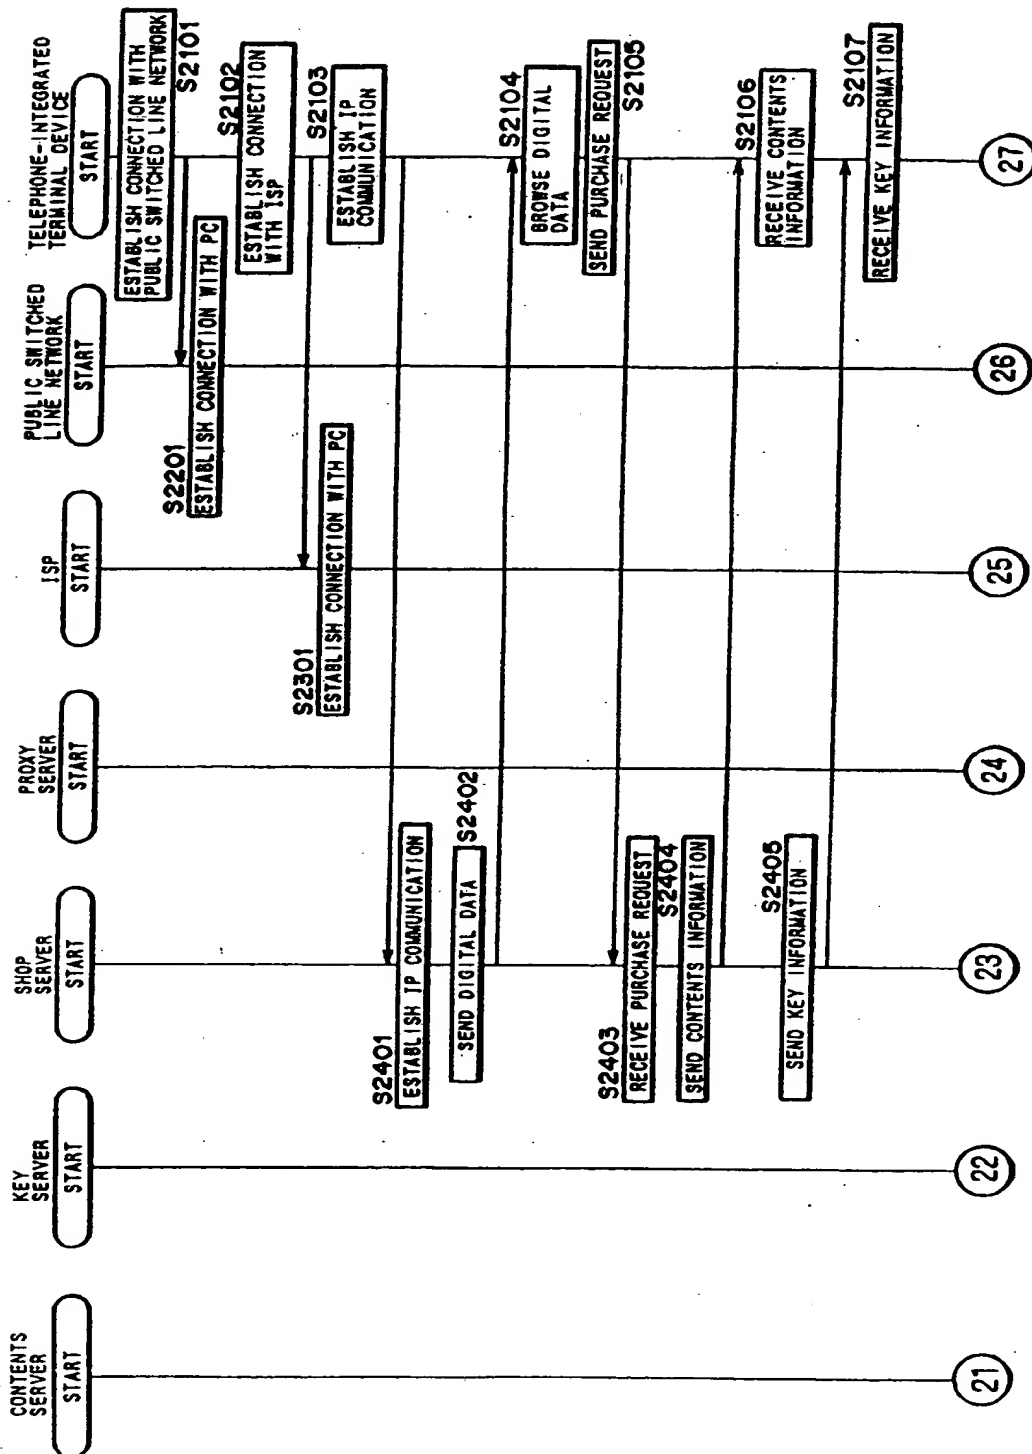 CONTENTS
SERVER
START
KEY
SERVER
START
SHOP
SERVER
START
PROXY
SERVER
START
ISP
START
PUBLIC SWITCHED
LINE NETWORK
START
TELEPHONE-INTEGRATED
TERMINAL DEVICE
START
ESTABLISH CONNECTION WITH
PUBLIC SWITCHED LINE NETWORK
S2101
S2201
ESTABLISH CONNECTION WITH PC
S2102
ESTABLISH CONNECTION
WITH ISP
S2301
ESTABLISH CONNECTION WITH PC
S2103
ESTABLISH IP
COMMUNICATION
S2401
ESTABLISH IP COMMUNICATION
S2402
SEND DIGITAL DATA
S2104
BROWSE DIGITAL
DATA
SEND PURCHASE REQUEST
S2105
S2403
RECEIVE PURCHASE REQUEST
S2404
SEND CONTENTS INFORMATION
S2106
RECEIVE CONTENTS
INFORMATION
S2405
SEND KEY INFORMATION
S2107
RECEIVE KEY INFORMATION
21
22
23
24
25
26
27